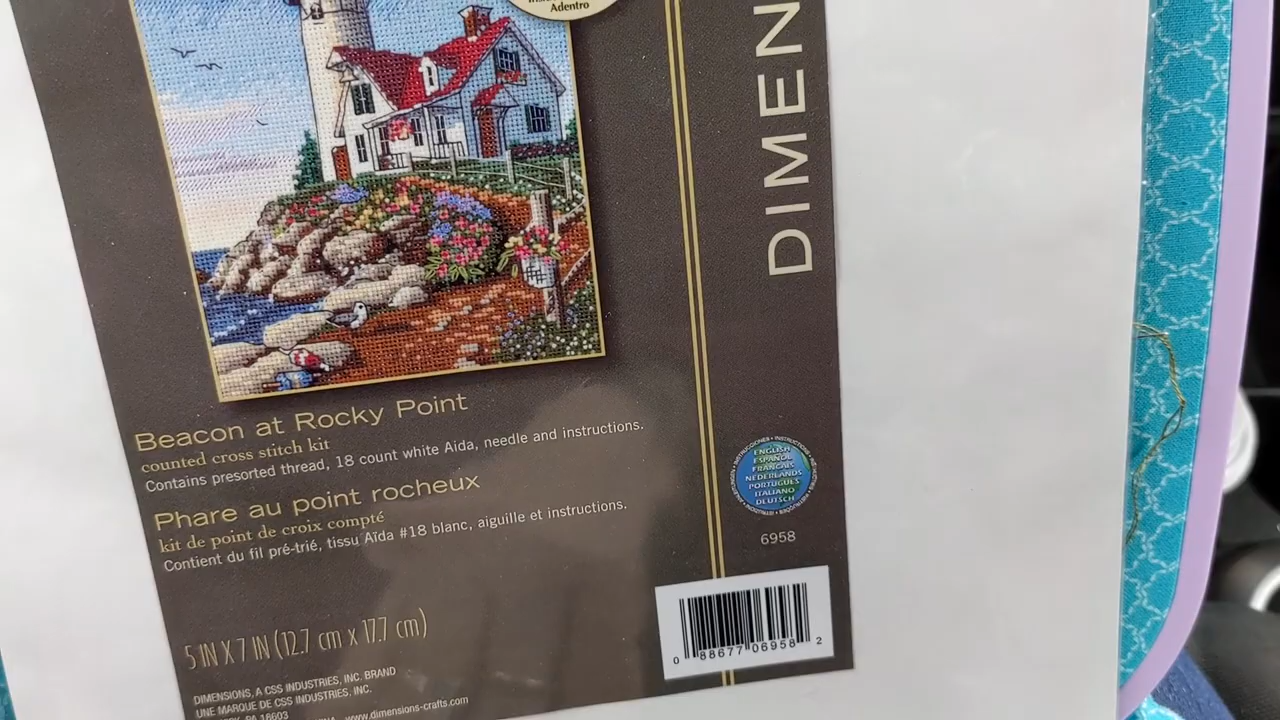 Adentro
DIMEN
Beacon at Rocky Point
counted cross stitch kit
Contains presorted thread, 18 count white Aida, needle and instructions.
Phare au point rocheux
kit de point de croix compté
Contient du fil pré-trié, tissu Aïda #18 blanc, aiguille et instructions.
ENGLISH
ESPAÑOL
FRANÇAIS
NEDERLANDS
PORTUGUÊS
ITALIANO
DEUTSCH
6958
0 88677 06958 2
5 IN X 7 IN (12.7 cm x 17.7 cm)
DIMENSIONS, A CSS INDUSTRIES, INC. BRAND
UNE MARQUE DE CSS INDUSTRIES, INC.
PA 18603
www.dimensions-crafts.com